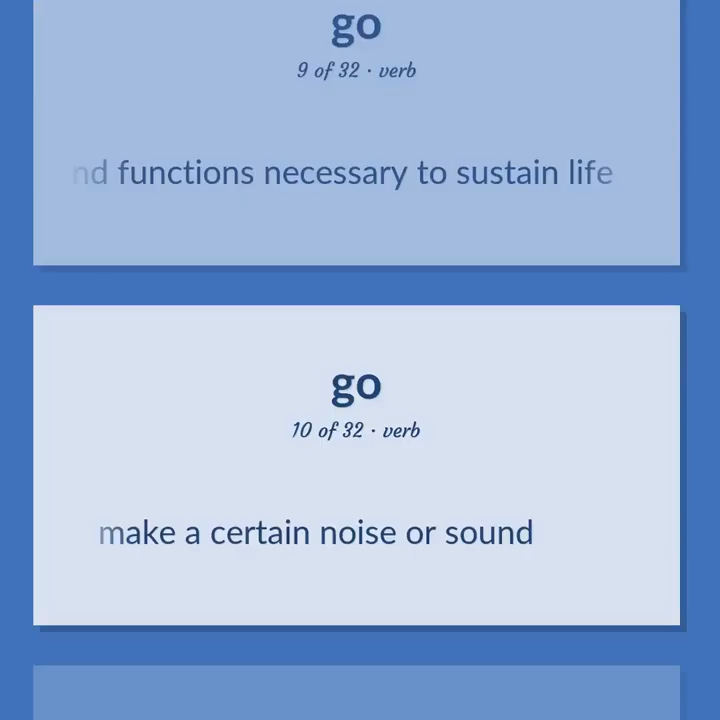 go
9 of 32 · verb
nd functions necessary to sustain life
go
10 of 32 · verb
make a certain noise or sound